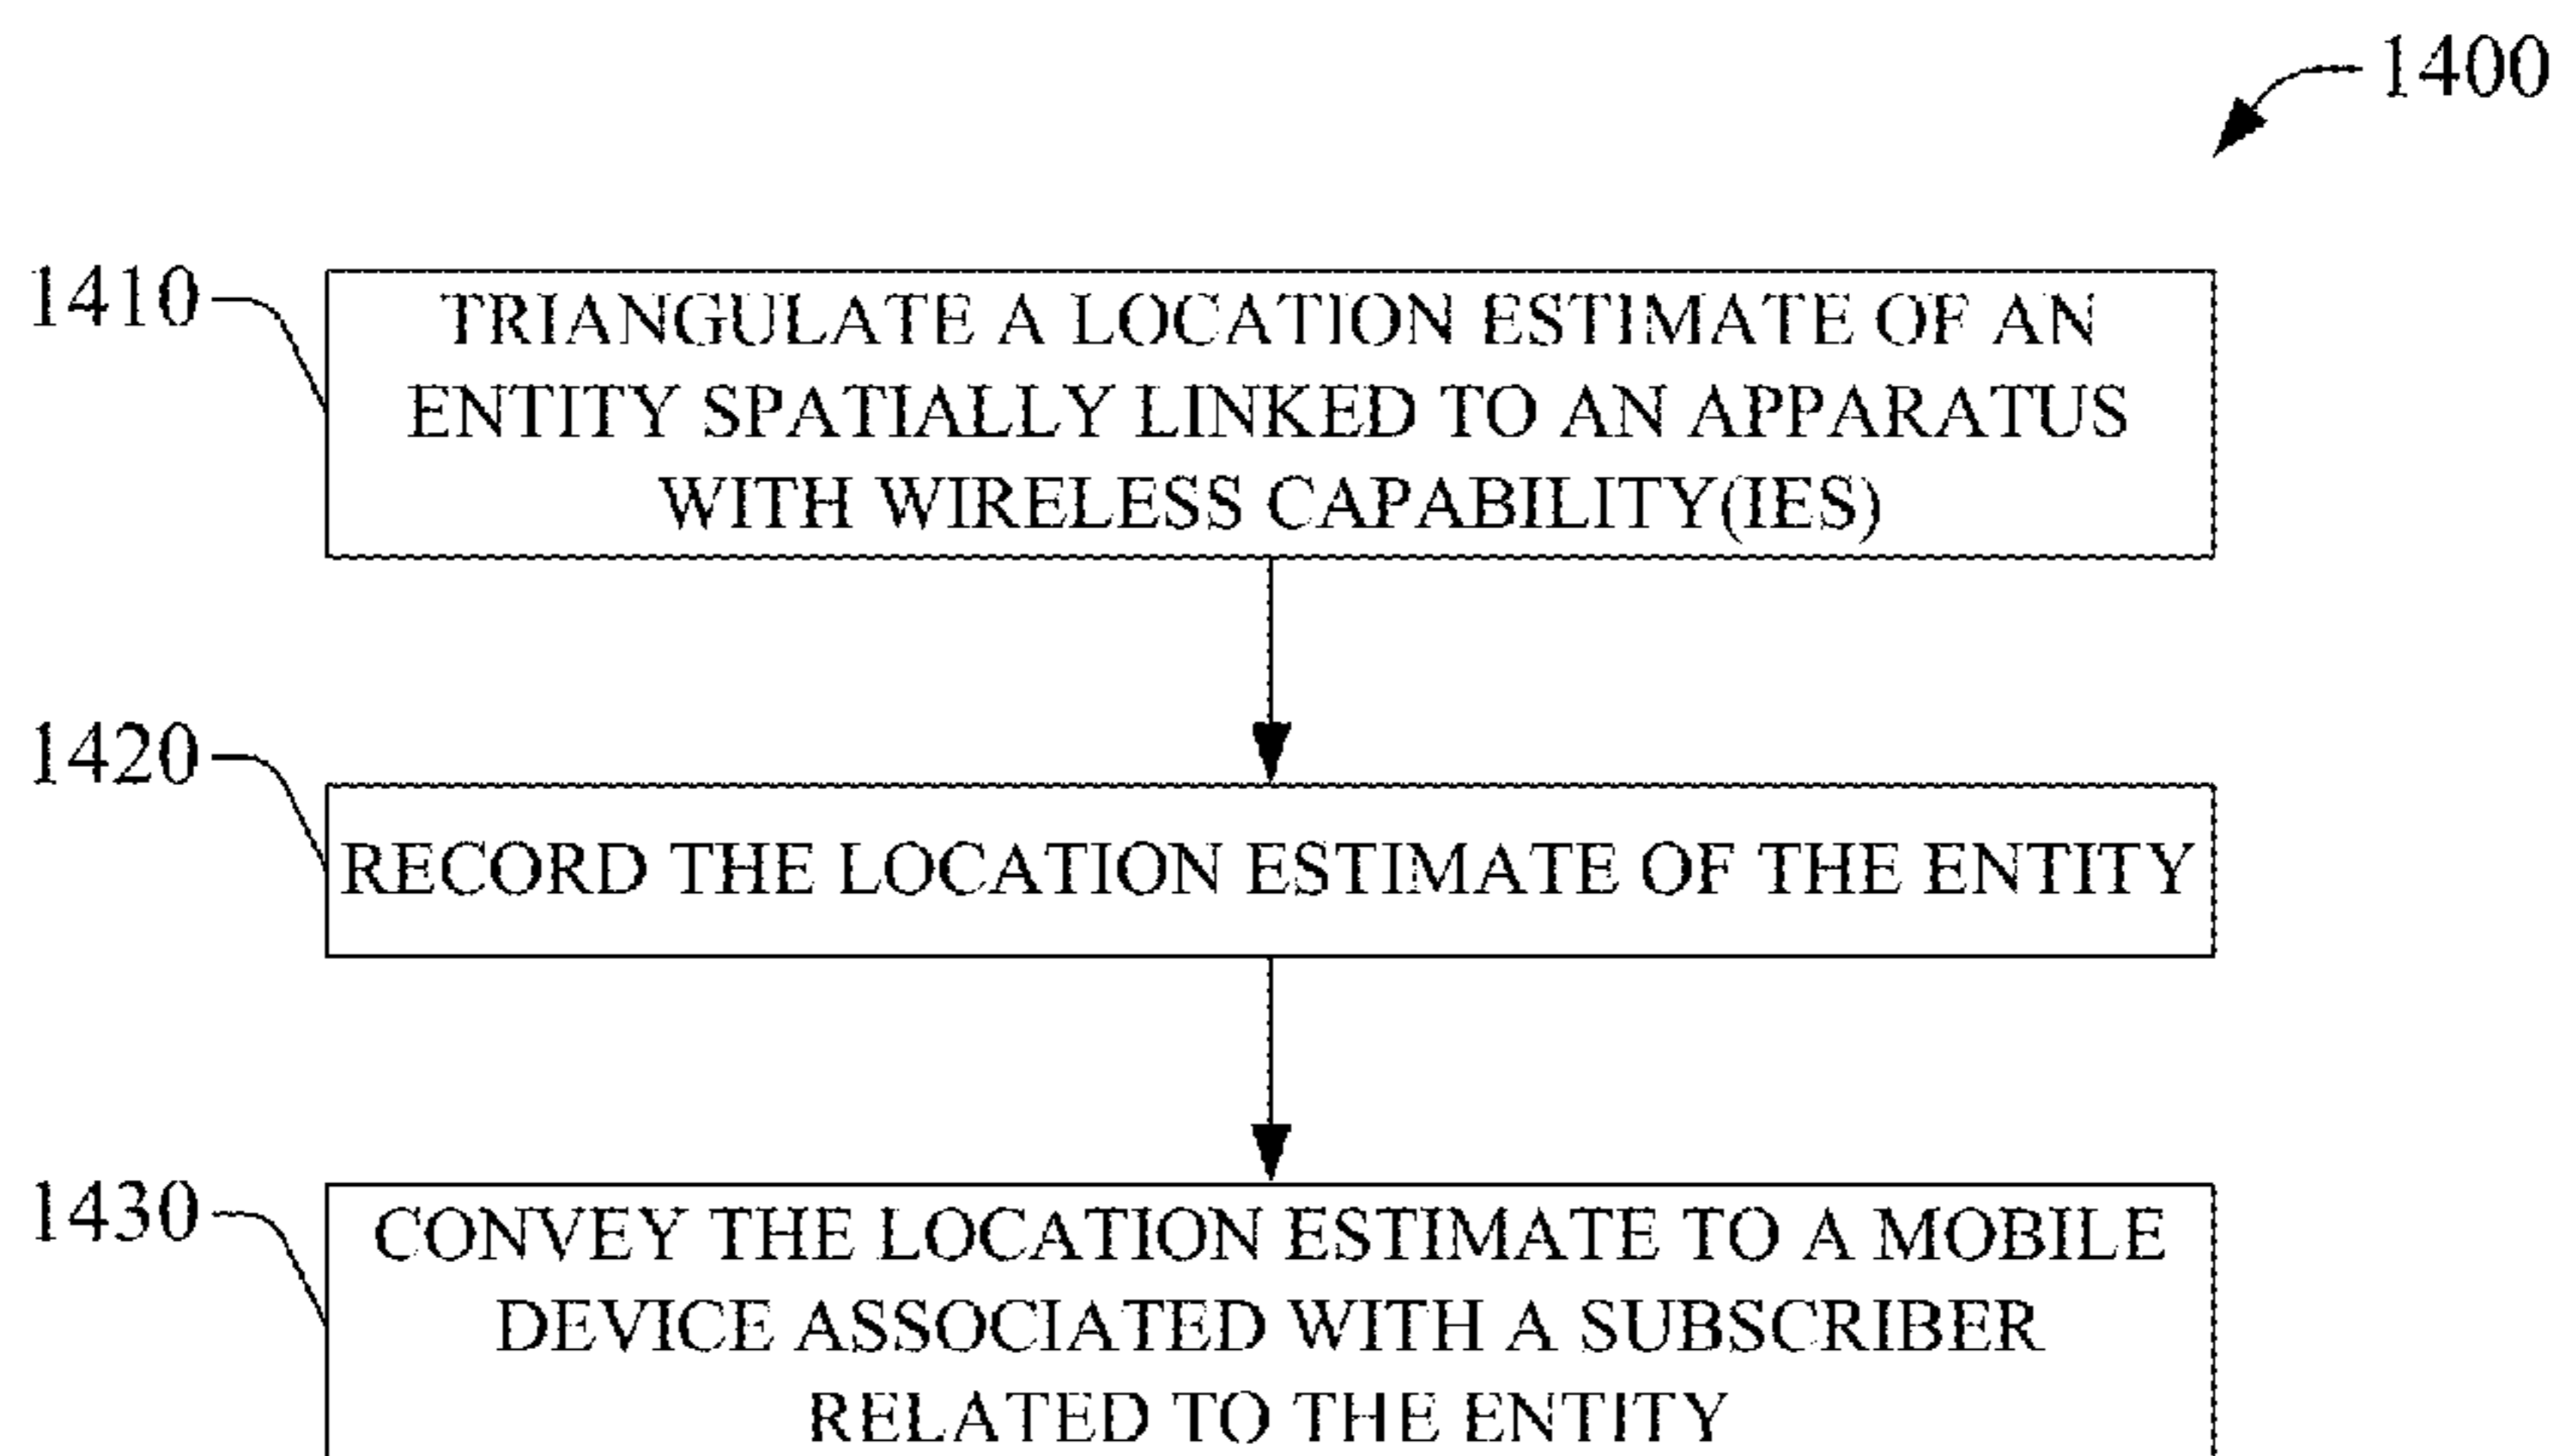 1400
1410
TRIANGULATE A LOCATION ESTIMATE OF AN
ENTITY SPATIALLY LINKED TO AN APPARATUS
WITH WIRELESS CAPABILITY(IES)
1420
RECORD THE LOCATION ESTIMATE OF THE ENTITY
1430
CONVEY THE LOCATION ESTIMATE TO A MOBILE
DEVICE ASSOCIATED WITH A SUBSCRIBER
RELATED TO THE ENTITY